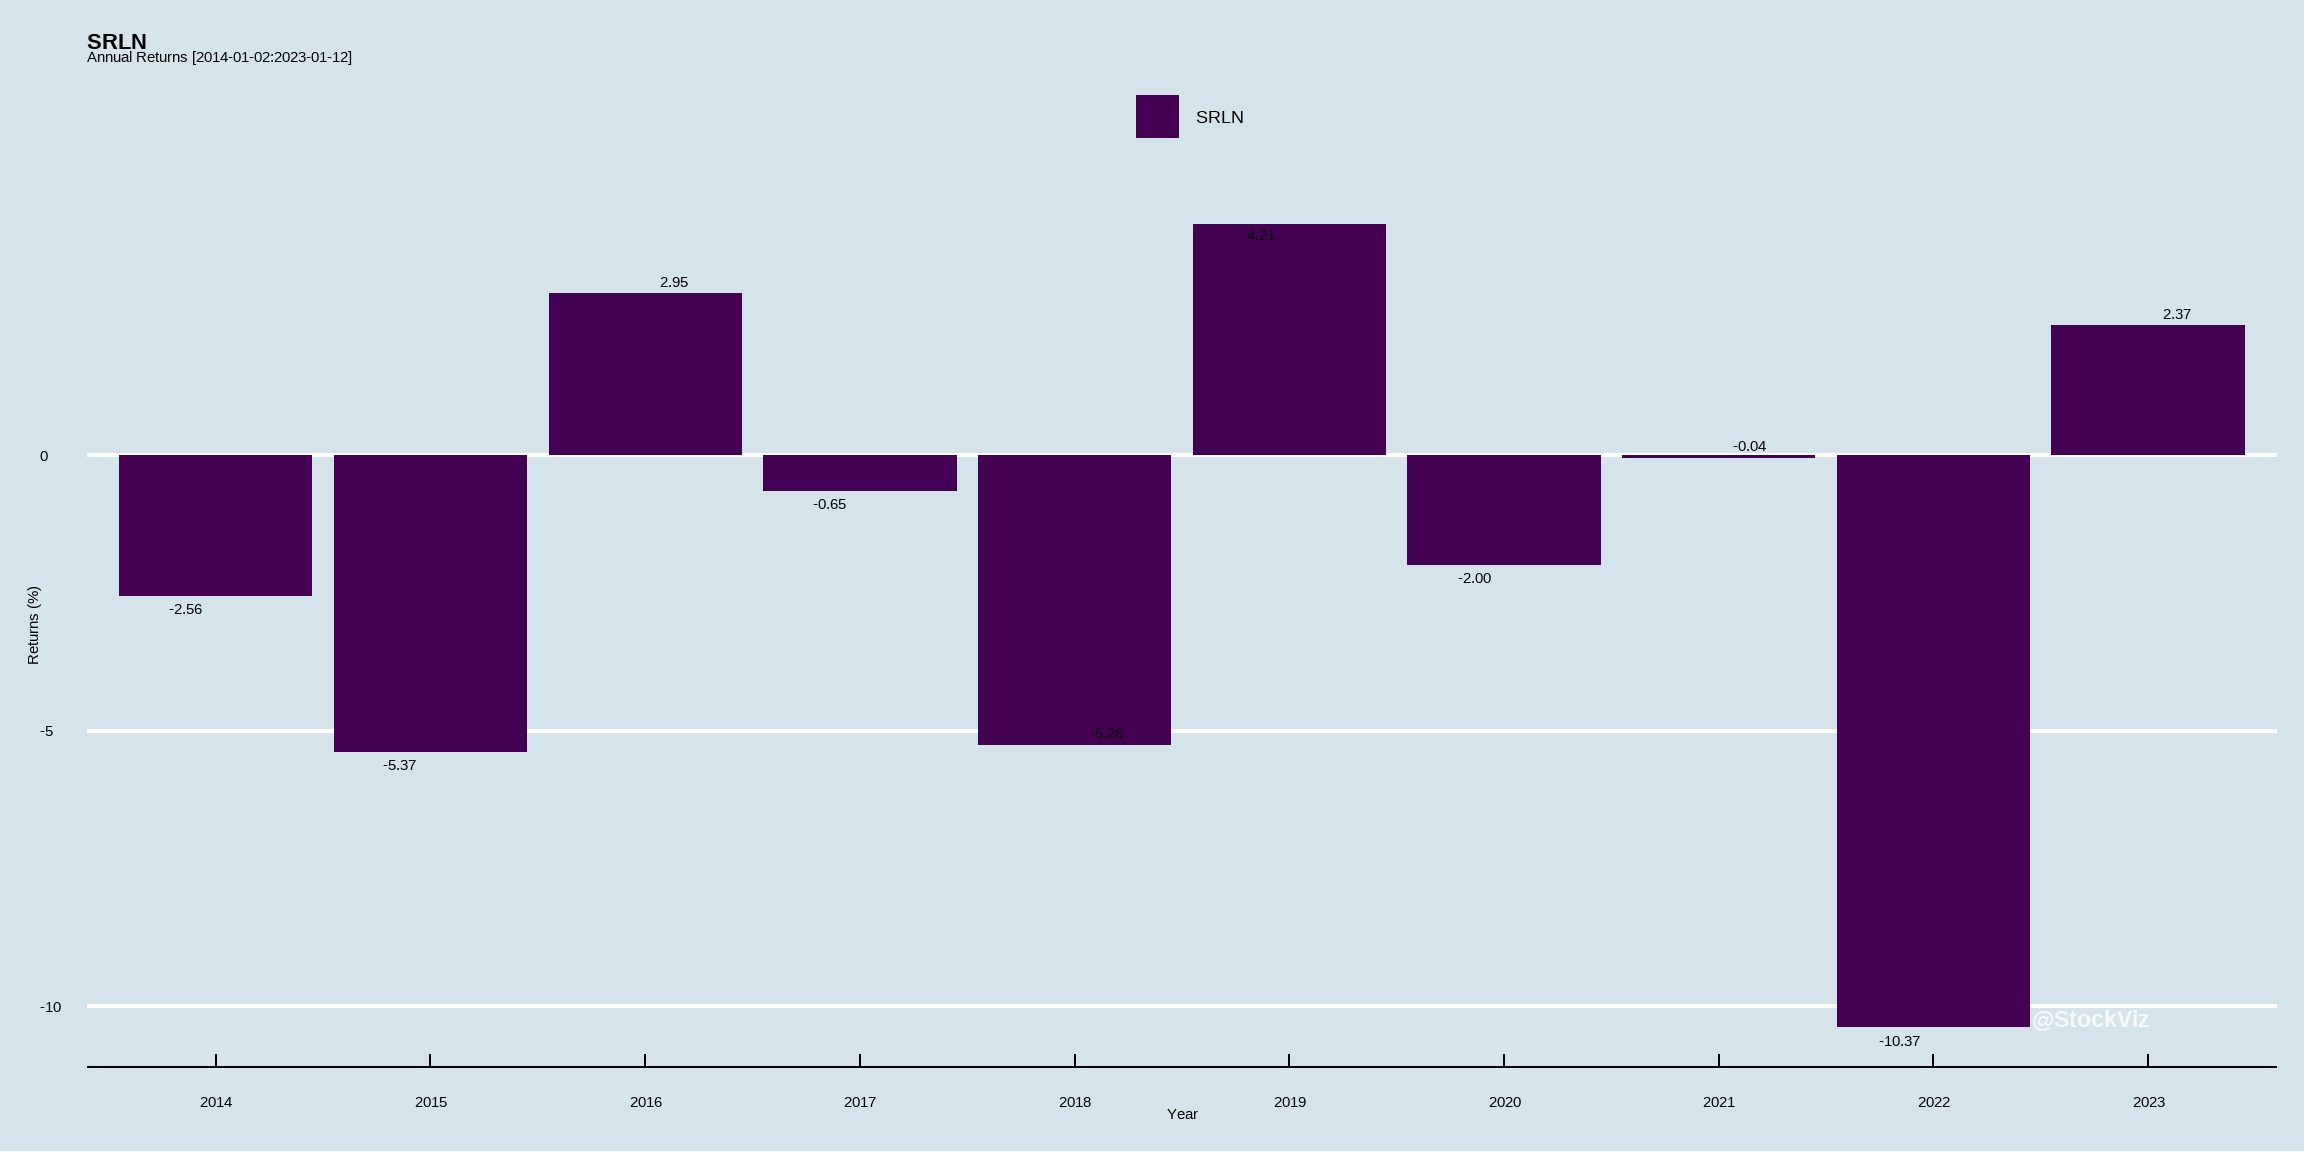 SRLN
Annual Returns [2014-01-02:2023-01-12]
SRLN
4.21
2.95
2.37
-0.04
0
-0.65
-2.00
-2.56
Returns (%)
-5
-5.26
-5.37
-10
@StockViz
-10.37
2014 2015 2016 2017 2018 2019 2020 2021 2022 2023
Year